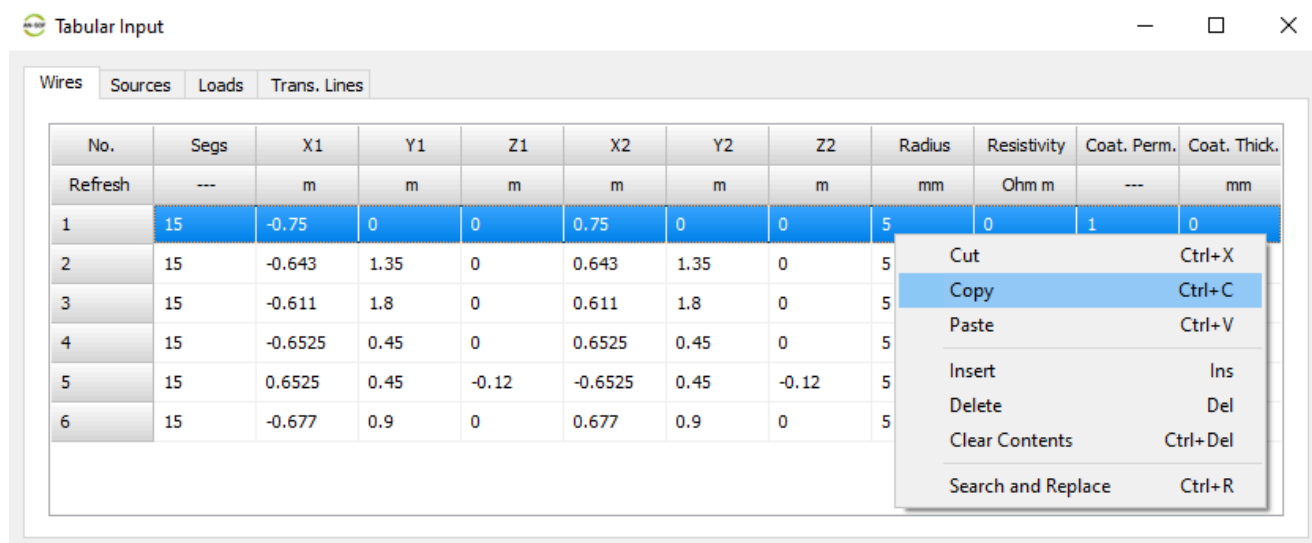 AN-SOF Tabular Input
Wires Sources Loads Trans. Lines
No. Segs X1 Y1 Z1 X2 Y2 Z2 Radius Resistivity Coat. Perm. Coat. Thick.
Refresh --- m m m m m m mm Ohm m --- mm
1 15 -0.75 0 0 0.75 0 0 5 0 1 0
2 15 -0.643 1.35 0 0.643 1.35 0 5
3 15 -0.611 1.8 0 0.611 1.8 0 5
4 15 -0.6525 0.45 0 0.6525 0.45 0 5
5 15 0.6525 0.45 -0.12 -0.6525 0.45 -0.12 5
6 15 -0.677 0.9 0 0.677 0.9 0 5
Cut Ctrl+X
Copy Ctrl+C
Paste Ctrl+V
Insert Ins
Delete Del
Clear Contents Ctrl+Del
Search and Replace Ctrl+R